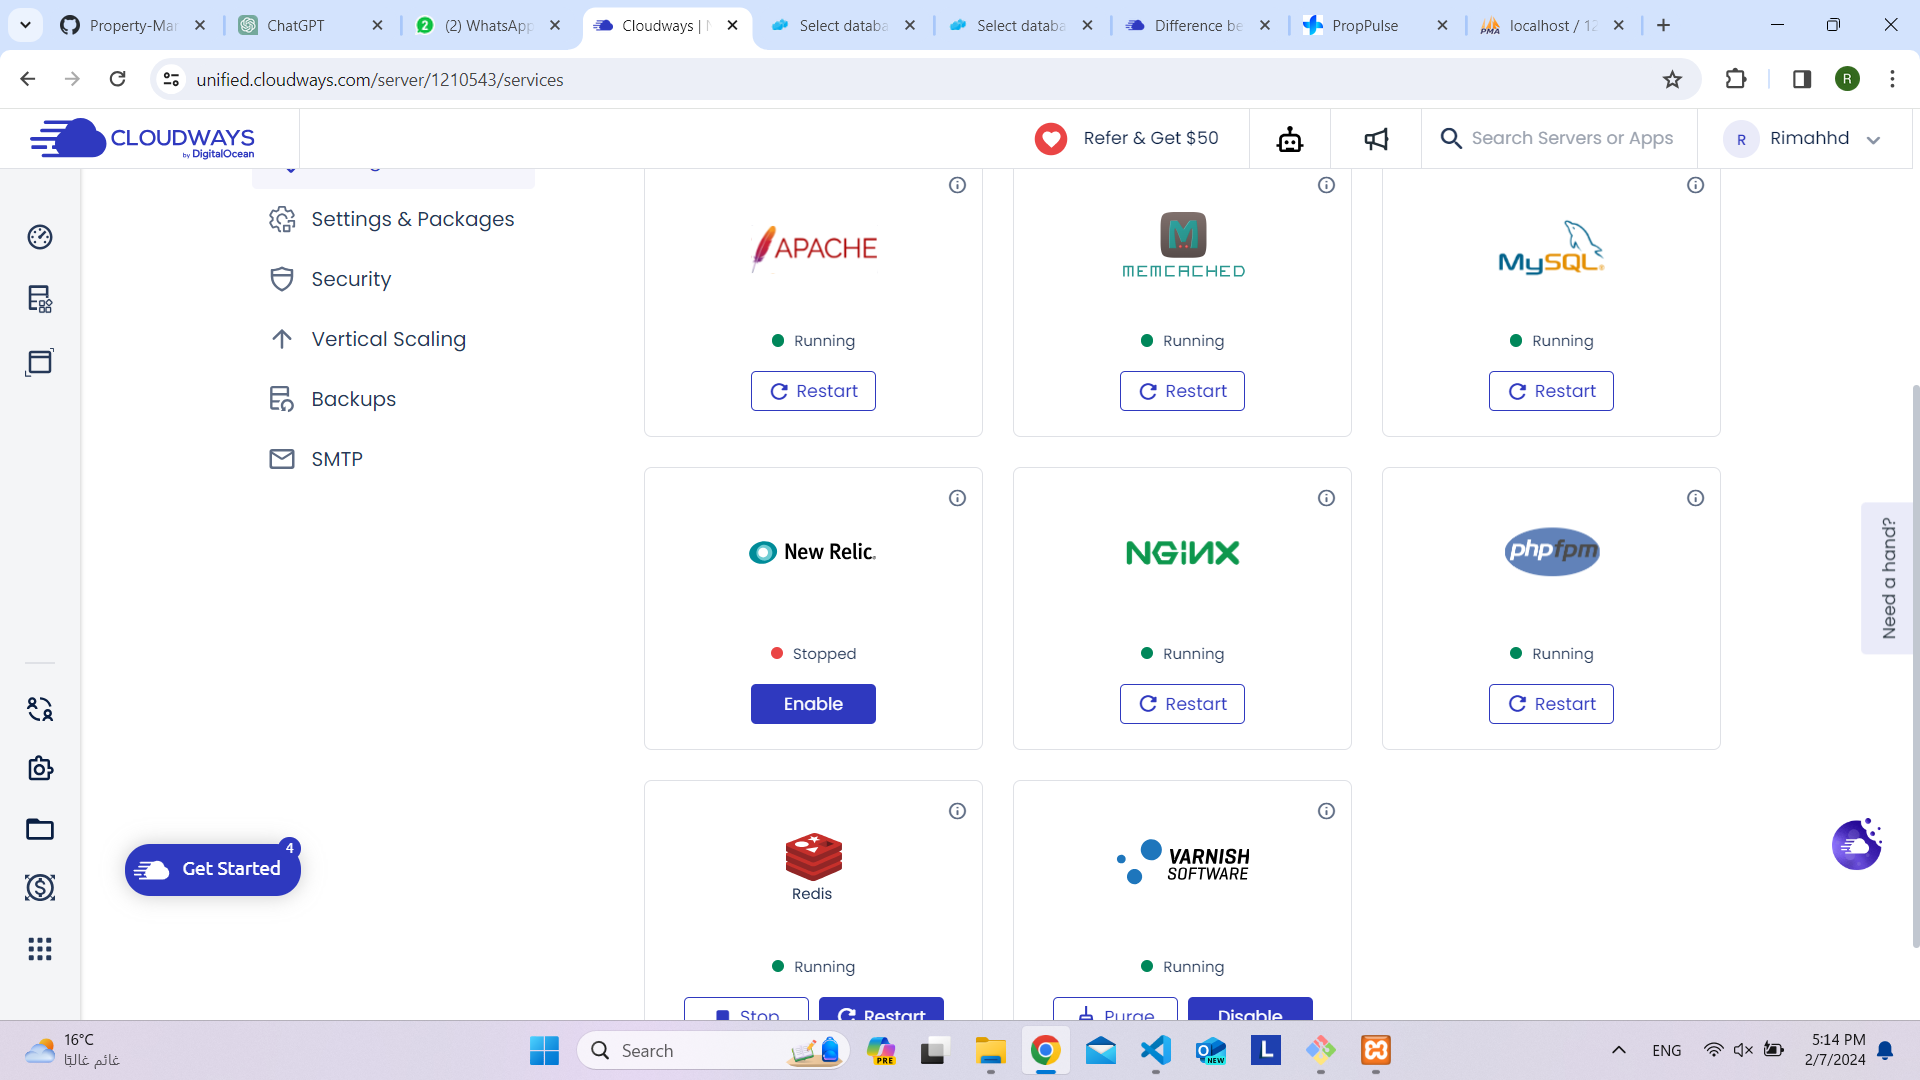 Property-Mar
ChatGPT
(2) WhatsApp
Cloudways |
Select databa
Select databa
Difference be
PropPulse
localhost / 12
unified.cloudways.com/server/1210543/services
R
CLOUDWAYS
by DigitalOcean
Refer & Get $50
Search Servers or Apps
R
Rimahhd
Settings & Packages
Security
Vertical Scaling
Backups
SMTP
APACHE
Running
Restart
MEMCACHED
Running
Restart
MySQL
Running
Restart
New Relic.
Stopped
Enable
NGINX
Running
Restart
phpfpm
Running
Restart
Redis
Running
Stop
Restart
VARNISH
SOFTWARE
Running
Purge
Disable
Need a hand?
Get Started
4
16°C
غائم غالبًا
Search
PRE
NEW
L
ENG
5:14 PM
2/7/2024